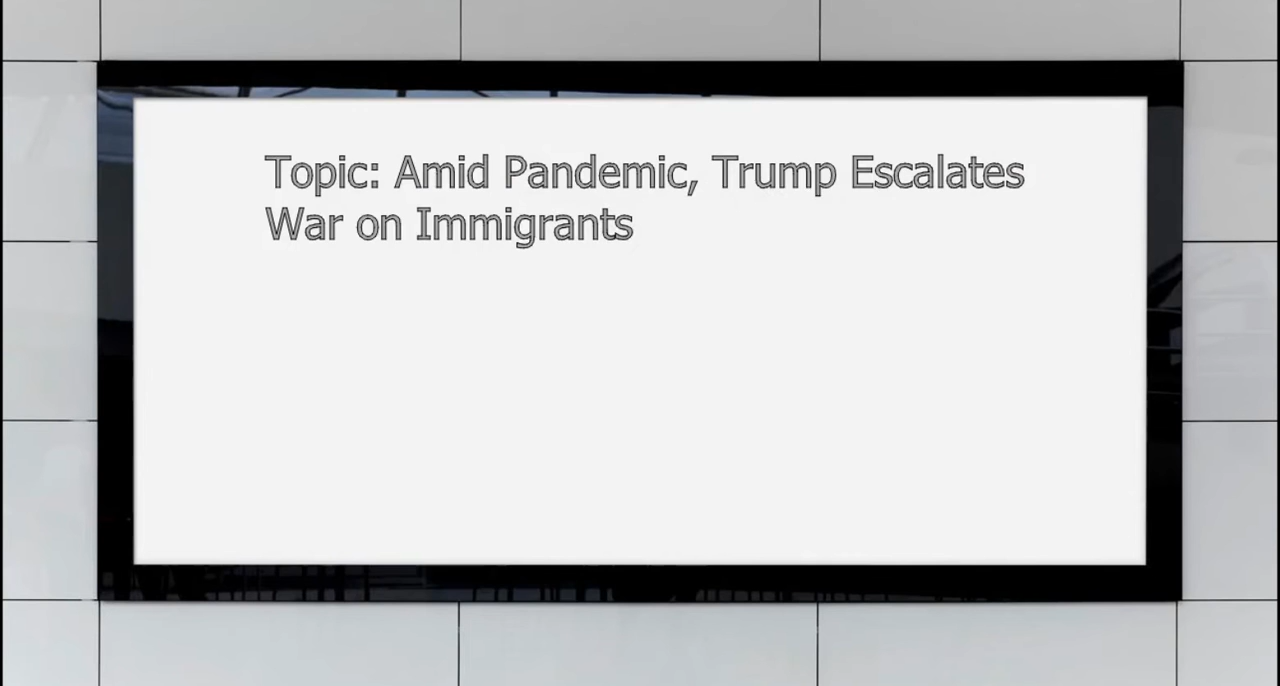 Topic: Amid Pandemic, Trump Escalates
War on Immigrants